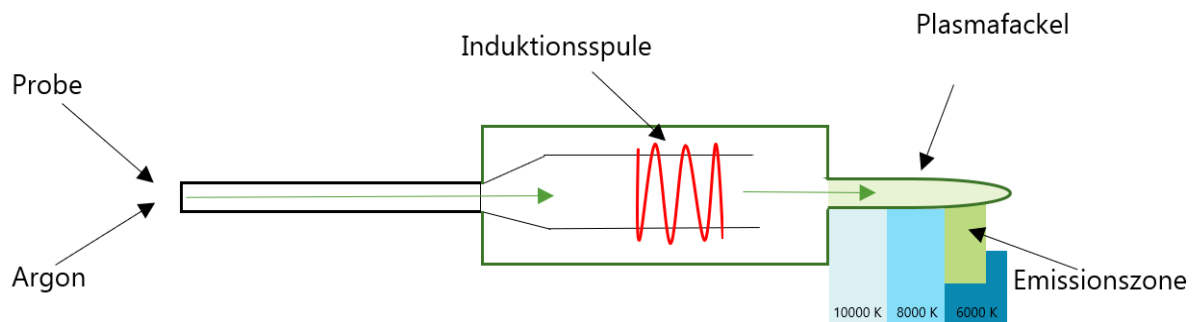 Plasmafackel
Induktionsspule
Probe
Argon
Emissionszone
10000 K
8000 K
6000 K